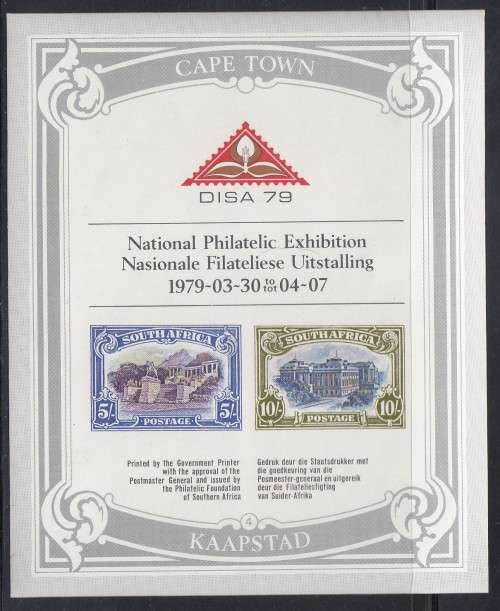 CAPE TOWN
DISA 79
National Philatelic Exhibition
Nasionale Filateliese Uitstalling
1979-03-30 to tot 04-07
SOUTH AFRICA
5/- 5/-
POSTAGE
SOUTH AFRICA
10/- 10/-
POSTAGE
Printed by the Government Printer
with the approval of the
Postmaster General and issued by
the Philatelic Foundation
of Southern Africa
Gedruk deur die Staatsdrukker met
die goedkeuring van die
Posmeester-generaal en uitgereik
deur die Filateliestigting
van Suider-Afrika
4
KAAPSTAD